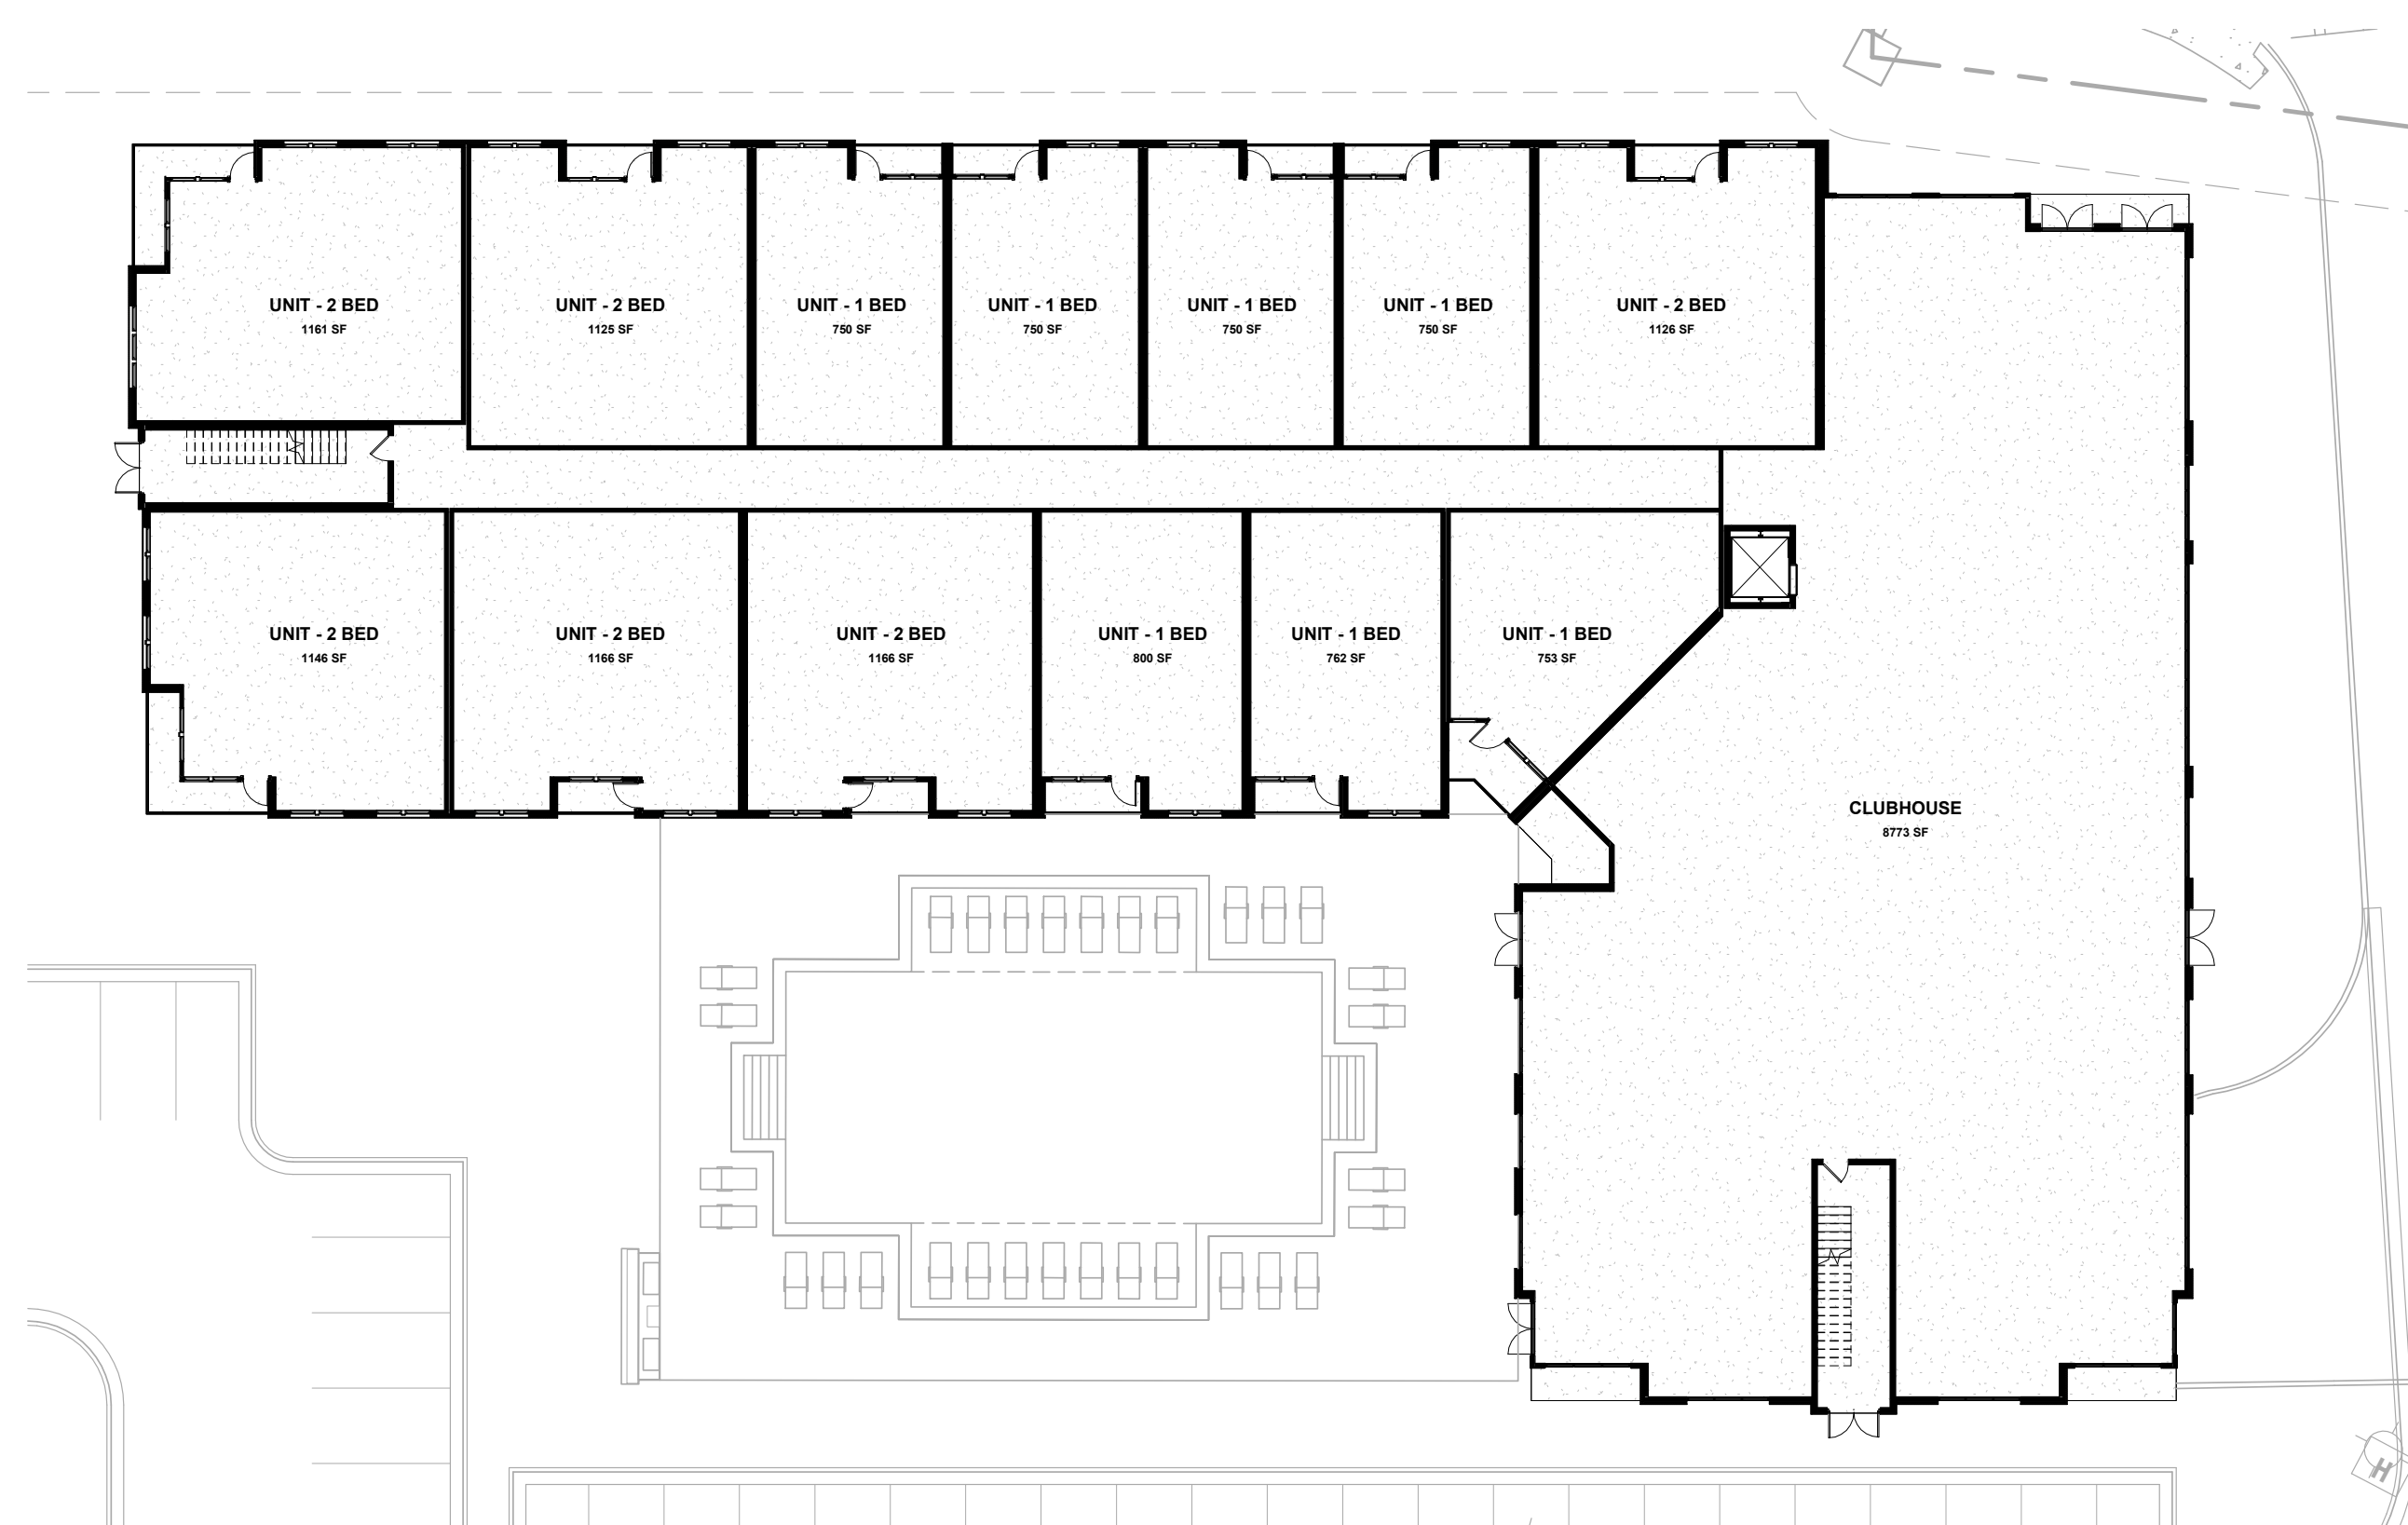 UNIT - 2 BED
1161 SF
UNIT - 2 BED
1125 SF
UNIT - 1 BED
750 SF
UNIT - 1 BED
750 SF
UNIT - 1 BED
750 SF
UNIT - 1 BED
750 SF
UNIT - 2 BED
1126 SF
UNIT - 2 BED
1146 SF
UNIT - 2 BED
1166 SF
UNIT - 2 BED
1166 SF
UNIT - 1 BED
800 SF
UNIT - 1 BED
762 SF
UNIT - 1 BED
753 SF
CLUBHOUSE
8773 SF
H